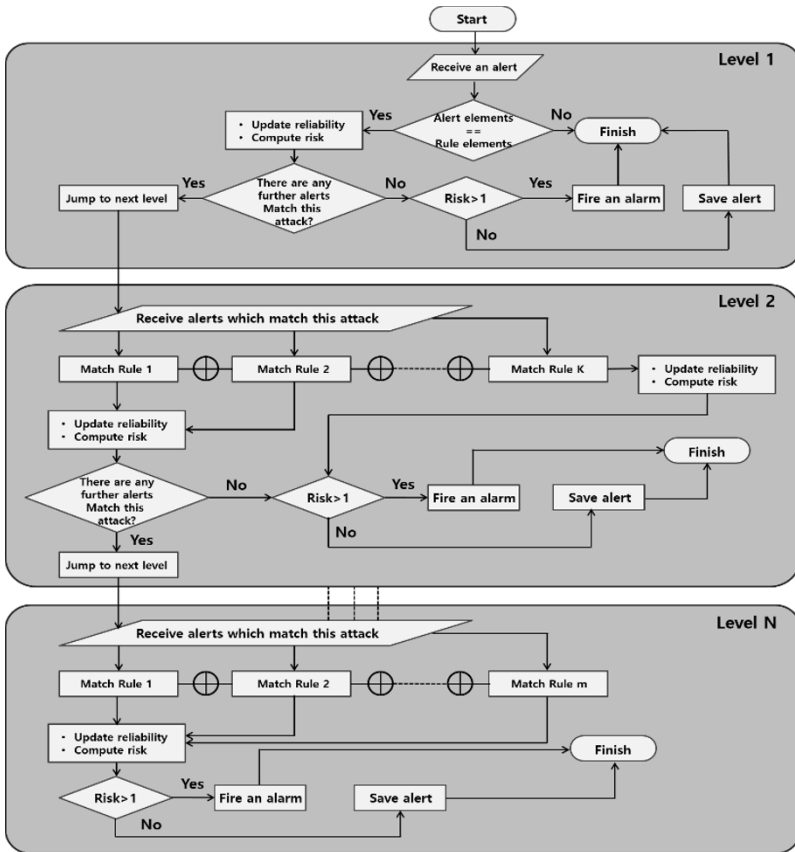 Start
Level 1
Receive an alert
Alert elements
==
Rule elements
Yes
No
• Update reliability
• Compute risk
Finish
There are any
further alerts
Match this
attack?
Yes
No
Jump to next level
Risk>1
Yes
No
Fire an alarm
Save alert
Level 2
Receive alerts which match this attack
Match Rule 1
Match Rule 2
Match Rule K
• Update reliability
• Compute risk
• Update reliability
• Compute risk
There are any
further alerts
Match this
attack?
No
Yes
Risk>1
Yes
No
Fire an alarm
Save alert
Finish
Jump to next level
Level N
Receive alerts which match this attack
Match Rule 1
Match Rule 2
Match Rule m
• Update reliability
• Compute risk
Risk>1
Yes
No
Fire an alarm
Save alert
Finish